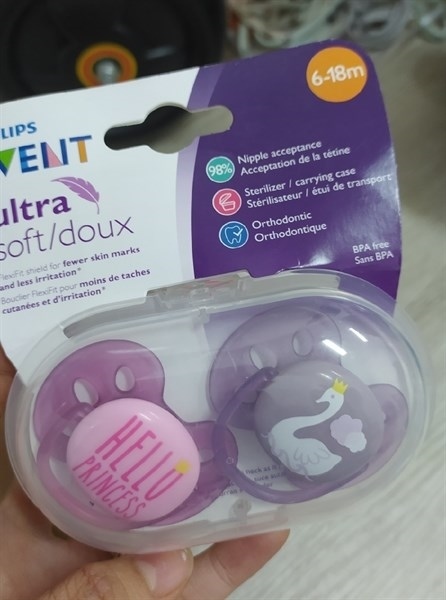 6-18m
ILIPS
VENT
ultra
soft/doux
FlexiFit shield for fewer skin marks
and less irritation*
Bouclier FlexiFit pour moins de taches
cutanées et d'irritation*
98%
Nipple acceptance
Acceptation de la tétine
Sterilizer / carrying case
Stérilisateur / étui de transport
Orthodontic
Orthodontique
BPA free
Sans BPA
HELLO
PRINCESS